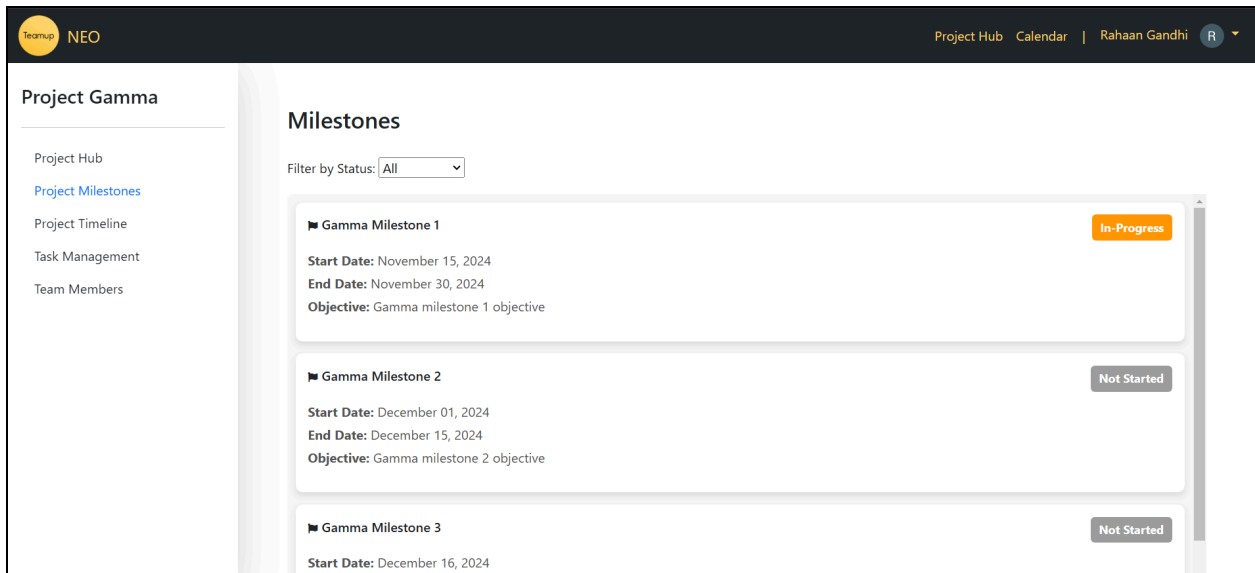 Teamup NEO Project Hub Calendar | Rahaan Gandhi R
Project Gamma
Project Hub
Project Milestones
Project Timeline
Task Management
Team Members
Milestones
Filter by Status: All
Gamma Milestone 1 In-Progress
Start Date: November 15, 2024
End Date: November 30, 2024
Objective: Gamma milestone 1 objective
Gamma Milestone 2 Not Started
Start Date: December 01, 2024
End Date: December 15, 2024
Objective: Gamma milestone 2 objective
Gamma Milestone 3 Not Started
Start Date: December 16, 2024